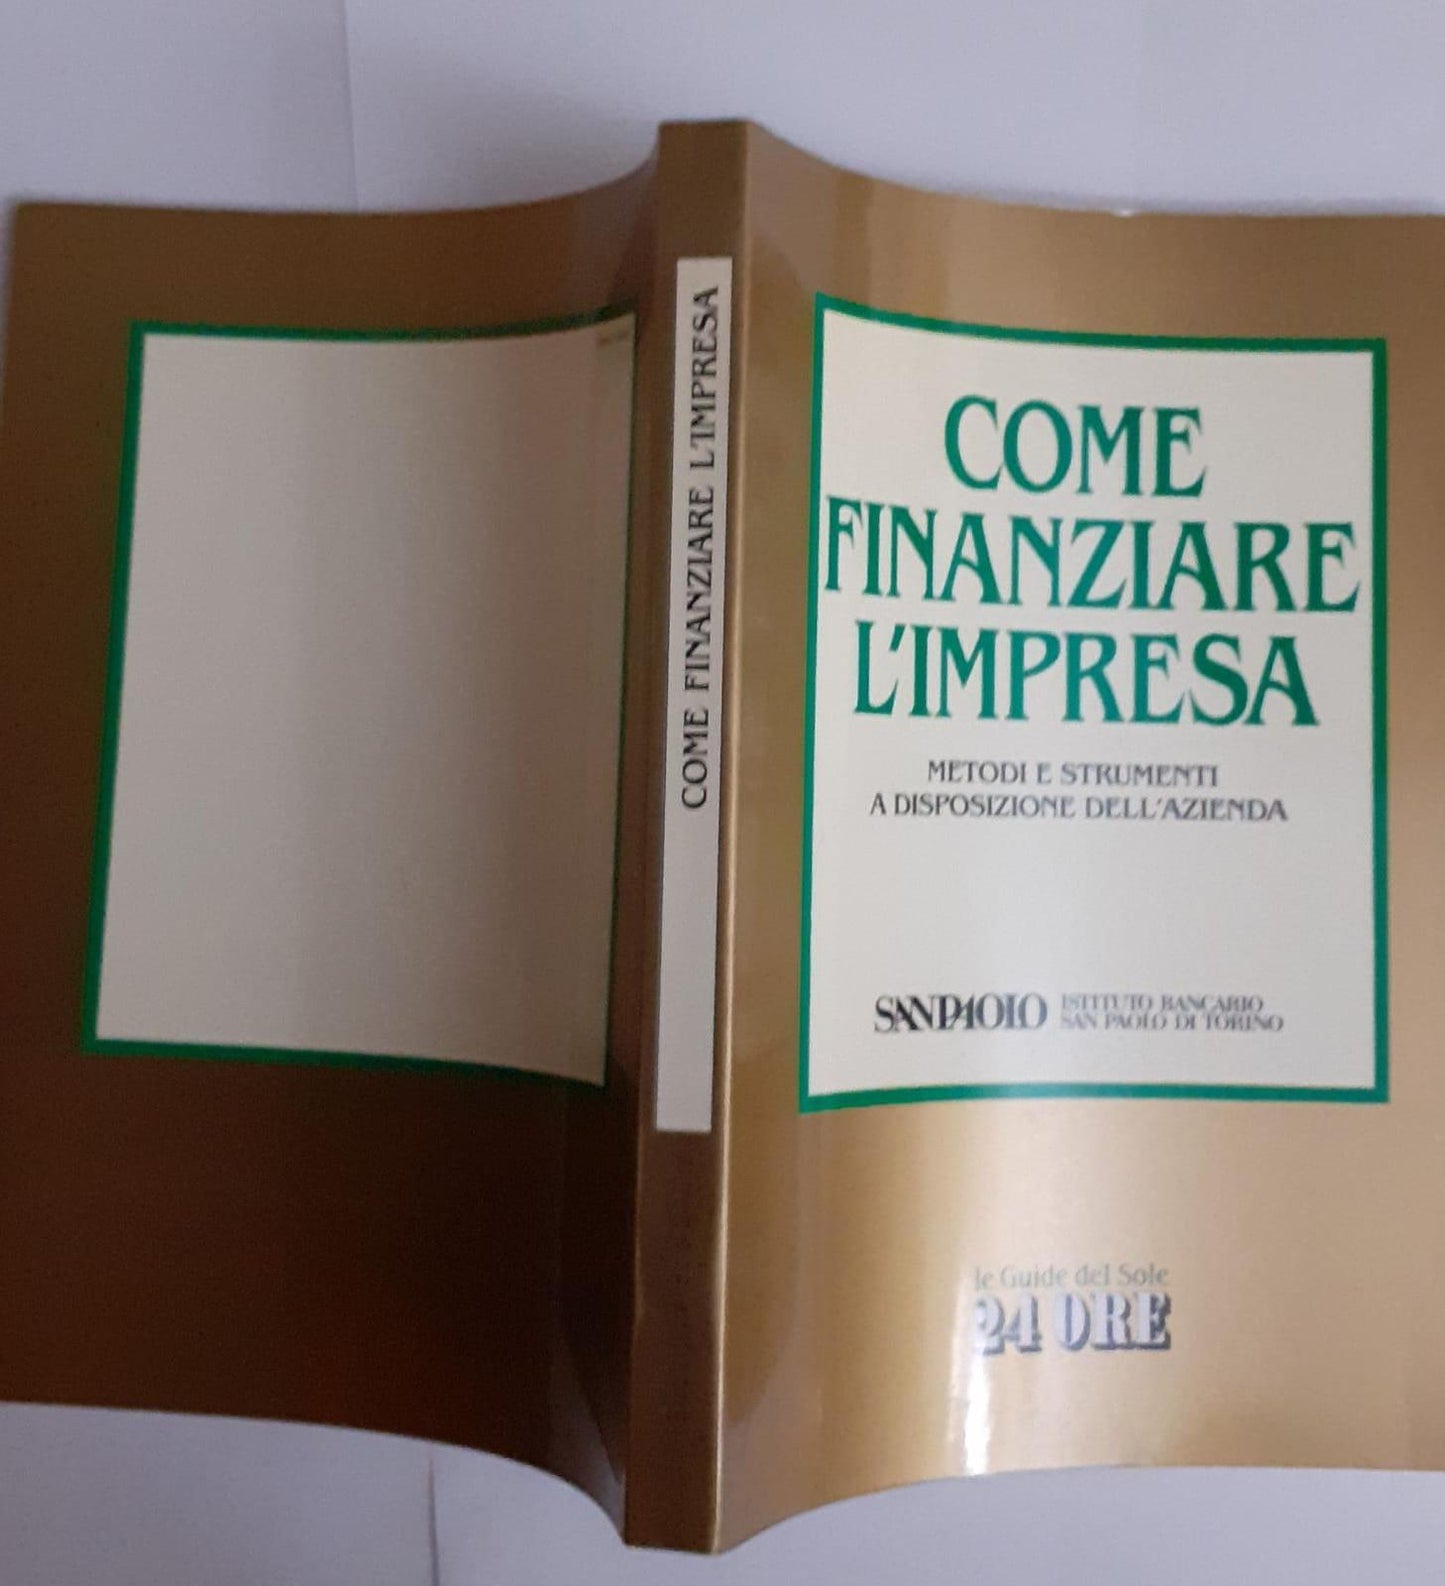 COME FINANZIARE L'IMPRESA
COME
FINANZIARE
L'IMPRESA
METODI E STRUMENTI
A DISPOSIZIONE DELL'AZIENDA
SANPAOLO
ISTITUTO BANCARIO
SAN PAOLO DI TORINO
le Guide del Sole
24 ORE